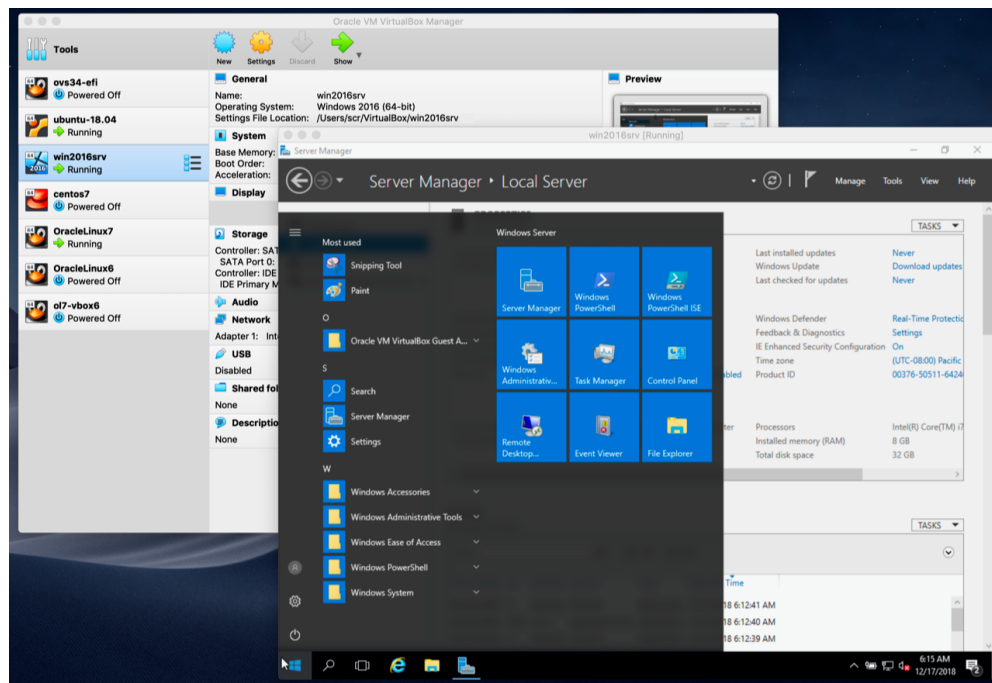 Oracle VM VirtualBox Manager
Tools
New
Settings
Discard
Show
ovs34-efi
Powered Off
ubuntu-18.04
Running
win2016srv
Running
centos7
Powered Off
OracleLinux7
Running
OracleLinux6
Powered Off
ol7-vbox6
Powered Off
General
Name: win2016srv
Operating System: Windows 2016 (64-bit)
Settings File Location: /Users/scr/VirtualBox/win2016srv
System
Base Memory:
Boot Order:
Acceleration:
Display
Storage
Controller: SAT
SATA Port 0:
Controller: IDE
IDE Primary M
Audio
Network
Adapter 1: Int
USB
Disabled
Shared fol
None
Descriptio
None
Preview
win2016srv [Running]
Server Manager
Server Manager • Local Server
Manage
Tools
View
Help
Most used
Snipping Tool
Paint
O
Oracle VM VirtualBox Guest A...
S
Search
Server Manager
Settings
W
Windows Accessories
Windows Administrative Tools
Windows Ease of Access
Windows PowerShell
Windows System
Windows Server
Server Manager
Windows PowerShell
Windows PowerShell ISE
Windows Administrativ...
Task Manager
Control Panel
Remote Desktop...
Event Viewer
File Explorer
TASKS
Last installed updates Never
Windows Update Download updates
Last checked for updates Never
Windows Defender Real-Time Protectic
Feedback & Diagnostics Settings
IE Enhanced Security Configuration On
Time zone (UTC-08:00) Pacific
abled Product ID 00376-50511-6424
ter Processors Intel(R) Core(TM) i7
Installed memory (RAM) 8 GB
Total disk space 32 GB
TASKS
Time
18 6:12:41 AM
18 6:12:40 AM
18 6:12:39 AM
6:15 AM
12/17/2018
2